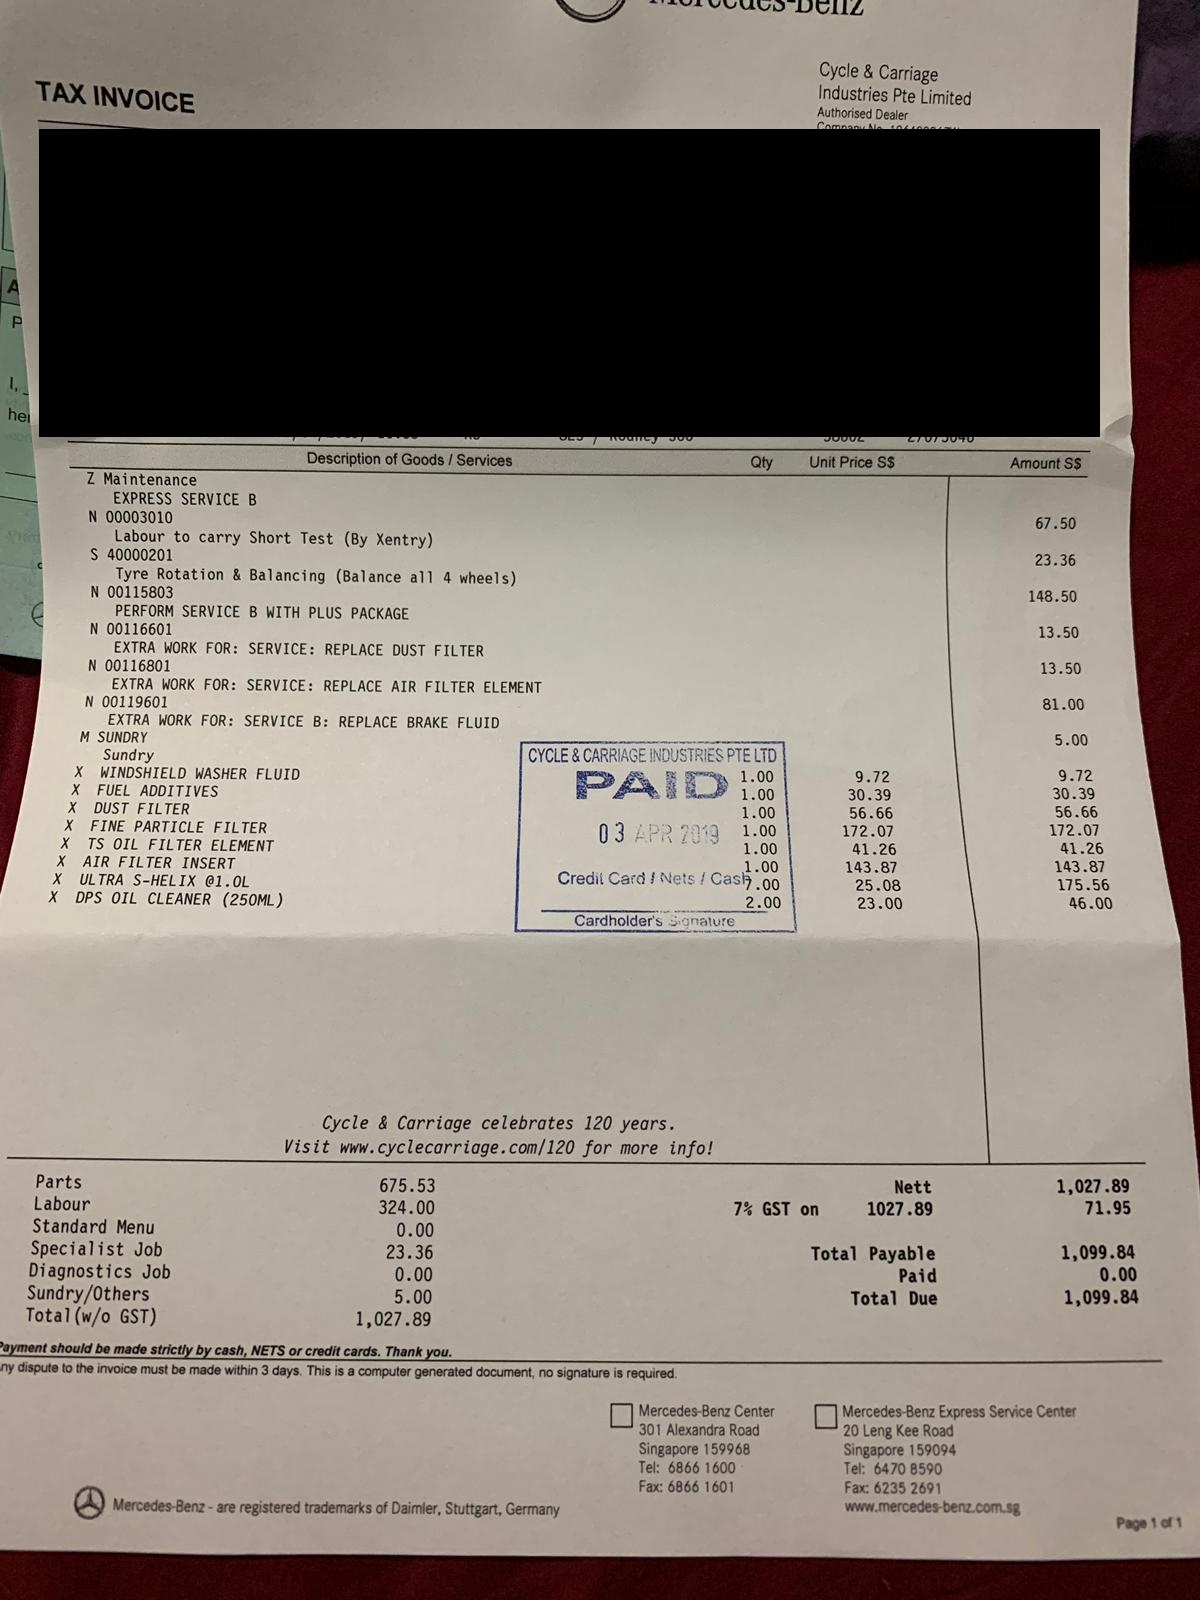 Mercedes-Benz
TAX INVOICE
Cycle & Carriage
Industries Pte Limited
Authorised Dealer
Company No.
A
P
I,
her
Description of Goods / Services Qty Unit Price S$ Amount S$
Z Maintenance
EXPRESS SERVICE B
N 00003010 67.50
Labour to carry Short Test (By Xentry)
S 40000201 23.36
Tyre Rotation & Balancing (Balance all 4 wheels)
N 00115803 148.50
PERFORM SERVICE B WITH PLUS PACKAGE
N 00116601 13.50
EXTRA WORK FOR: SERVICE: REPLACE DUST FILTER
N 00116801 13.50
EXTRA WORK FOR: SERVICE: REPLACE AIR FILTER ELEMENT
N 00119601 81.00
EXTRA WORK FOR: SERVICE B: REPLACE BRAKE FLUID
M SUNDRY 5.00
Sundry
X WINDSHIELD WASHER FLUID 1.00 9.72 9.72
X FUEL ADDITIVES 1.00 30.39 30.39
X DUST FILTER 1.00 56.66 56.66
X FINE PARTICLE FILTER 1.00 172.07 172.07
X TS OIL FILTER ELEMENT 1.00 41.26 41.26
X AIR FILTER INSERT 1.00 143.87 143.87
X ULTRA S-HELIX @1.0L 7.00 25.08 175.56
X DPS OIL CLEANER (250ML) 2.00 23.00 46.00
CYCLE & CARRIAGE INDUSTRIES PTE LTD
PAID
03 APR 2019
Credit Card / Nets / Cash
Cardholder's Signature
Cycle & Carriage celebrates 120 years.
Visit www.cyclecarriage.com/120 for more info!
Parts 675.53
Labour 324.00
Standard Menu 0.00
Specialist Job 23.36
Diagnostics Job 0.00
Sundry/Others 5.00
Total(w/o GST) 1,027.89
Nett 1,027.89
7% GST on 1027.89 71.95
Total Payable 1,099.84
Paid 0.00
Total Due 1,099.84
Payment should be made strictly by cash, NETS or credit cards. Thank you.
ny dispute to the invoice must be made within 3 days. This is a computer generated document, no signature is required.
Mercedes-Benz Center
301 Alexandra Road
Singapore 159968
Tel: 6866 1600
Fax: 6866 1601
Mercedes-Benz Express Service Center
20 Leng Kee Road
Singapore 159094
Tel: 6470 8590
Fax: 6235 2691
www.mercedes-benz.com.sg
Mercedes-Benz - are registered trademarks of Daimler, Stuttgart, Germany
Page 1 of 1